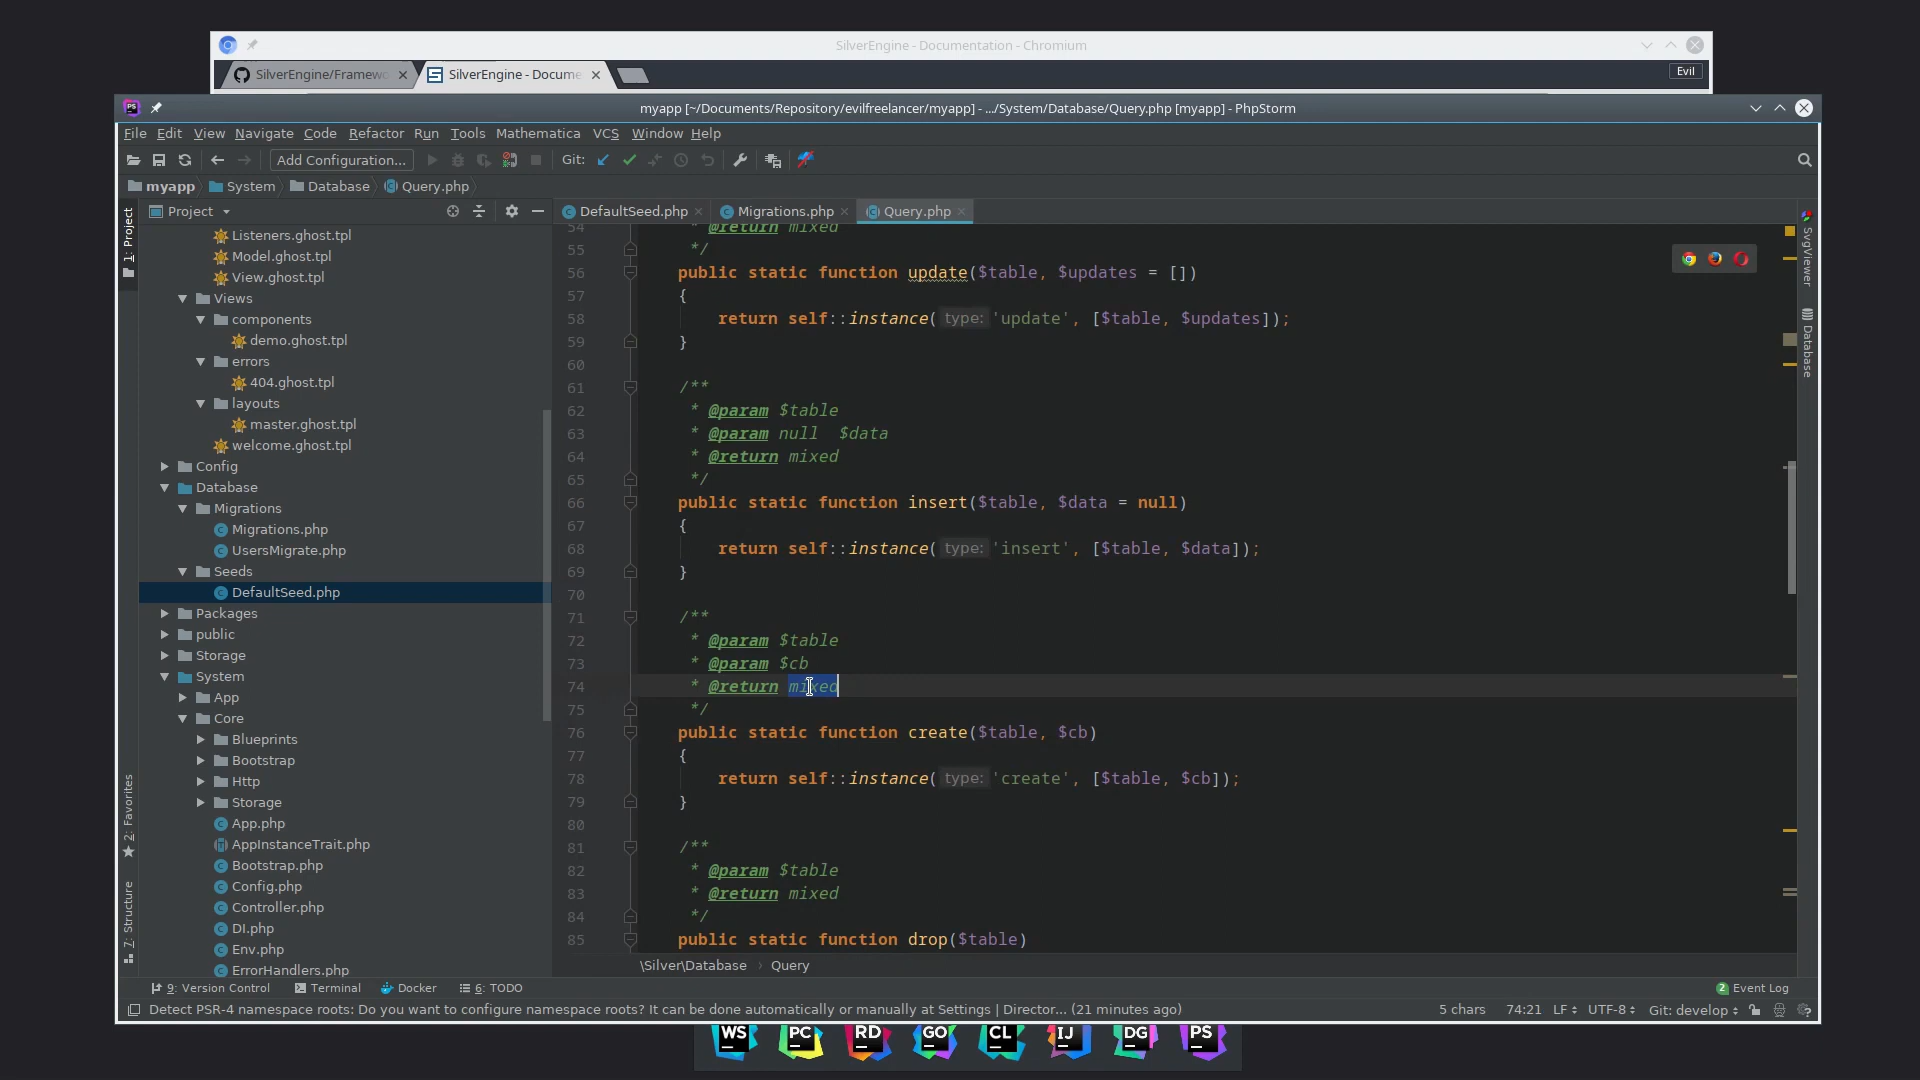 SilverEngine - Documentation - Chromium
SilverEngine/Framewo
SilverEngine - Docume
Evil
myapp [~/Documents/Repository/evilfreelancer/myapp] - .../System/Database/Query.php [myapp] - PhpStorm
File Edit View Navigate Code Refactor Run Tools Mathematica VCS Window Help
Add Configuration...
Git:
myapp System Database Query.php
Project
DefaultSeed.php Migrations.php Query.php
1: Project
2: Favorites
7: Structure
Listeners.ghost.tpl
Model.ghost.tpl
View.ghost.tpl
Views
components
demo.ghost.tpl
errors
404.ghost.tpl
layouts
master.ghost.tpl
welcome.ghost.tpl
Config
Database
Migrations
Migrations.php
UsersMigrate.php
Seeds
DefaultSeed.php
Packages
public
Storage
System
App
Core
Blueprints
Bootstrap
Http
Storage
App.php
AppInstanceTrait.php
Bootstrap.php
Config.php
Controller.php
DI.php
Env.php
ErrorHandlers.php
54 * @return mixed
55 */
56 public static function update($table, $updates = [])
57 {
58 return self::instance( type: 'update', [$table, $updates]);
59 }
60
61 /**
62 * @param $table
63 * @param null  $data
64 * @return mixed
65 */
66 public static function insert($table, $data = null)
67 {
68 return self::instance( type: 'insert', [$table, $data]);
69 }
70
71 /**
72 * @param $table
73 * @param $cb
74 * @return mixed
75 */
76 public static function create($table, $cb)
77 {
78 return self::instance( type: 'create', [$table, $cb]);
79 }
80
81 /**
82 * @param $table
83 * @return mixed
84 */
85 public static function drop($table)
\Silver\Database › Query
SvgViewer
Database
9: Version Control Terminal Docker 6: TODO
2 Event Log
Detect PSR-4 namespace roots: Do you want to configure namespace roots? It can be done automatically or manually at Settings | Director... (21 minutes ago)
5 chars 74:21 LF UTF-8 Git: develop
WS PC RD GO CL IJ DG PS